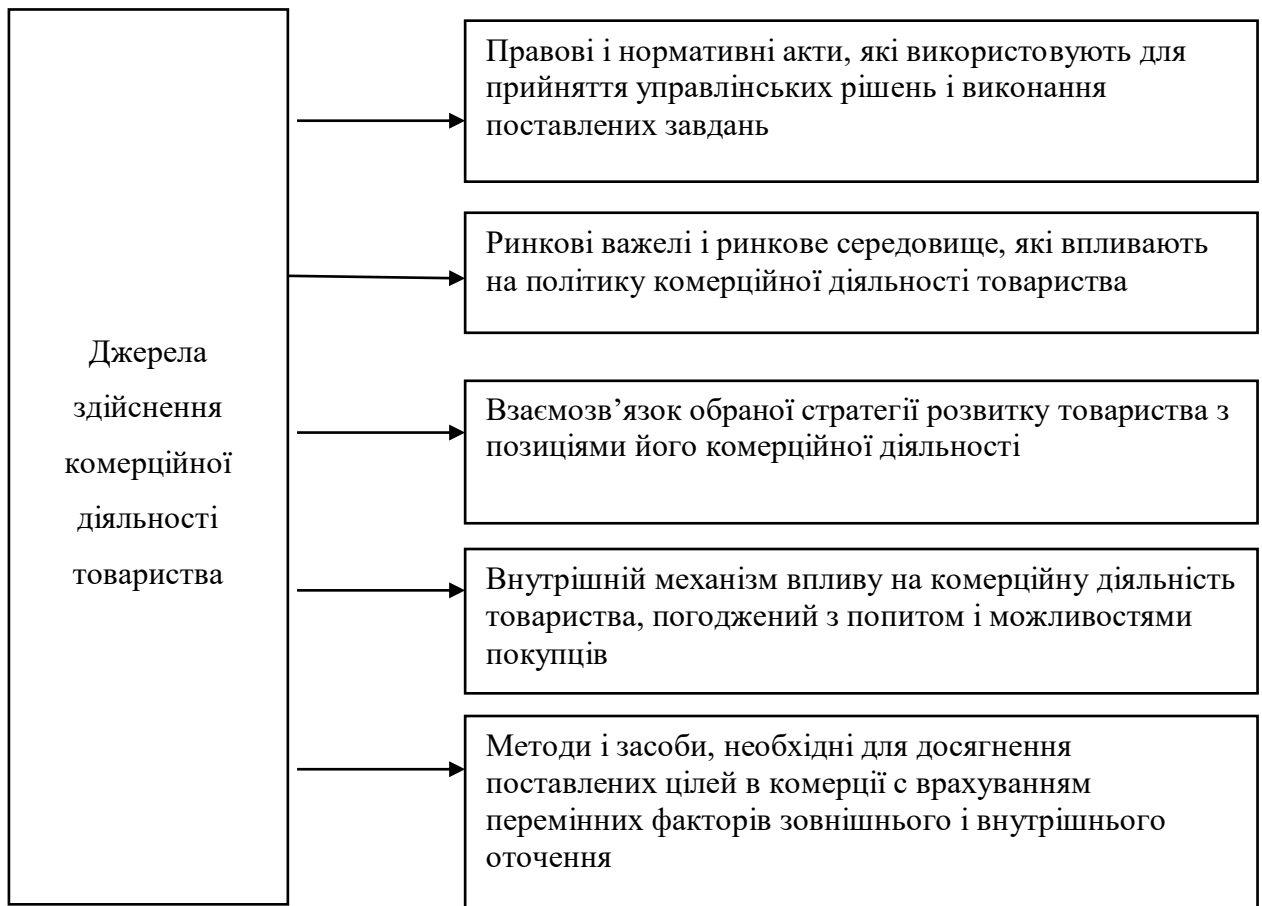 Джерела
здійснення
комерційної
діяльності
товариства
Правові і нормативні акти, які використовують для
прийняття управлінських рішень і виконання
поставлених завдань
Ринкові важелі і ринкове середовище, які впливають
на політику комерційної діяльності товариства
Взаємозв’язок обраної стратегії розвитку товариства з
позиціями його комерційної діяльності
Внутрішній механізм впливу на комерційну діяльність
товариства, погоджений з попитом і можливостями
покупців
Методи і засоби, необхідні для досягнення
поставлених цілей в комерції с врахуванням
перемінних факторів зовнішнього і внутрішнього
оточення